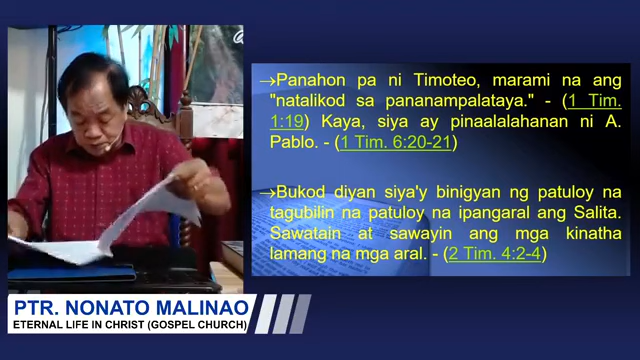 →Panahon pa ni Timoteo, marami na ang
"natalikod sa pananampalataya." - (1 Tim.
1:19) Kaya, siya ay pinaalalahanan ni A.
Pablo. - (1 Tim. 6:20-21)
→Bukod diyan siya'y binigyan ng patuloy na
tagubilin na patuloy na ipangaral ang Salita.
Sawatain at sawayin ang mga kinatha
lamang na mga aral. - (2 Tim. 4:2-4)
PTR. NONATO MALINAO
ETERNAL LIFE IN CHRIST (GOSPEL CHURCH)